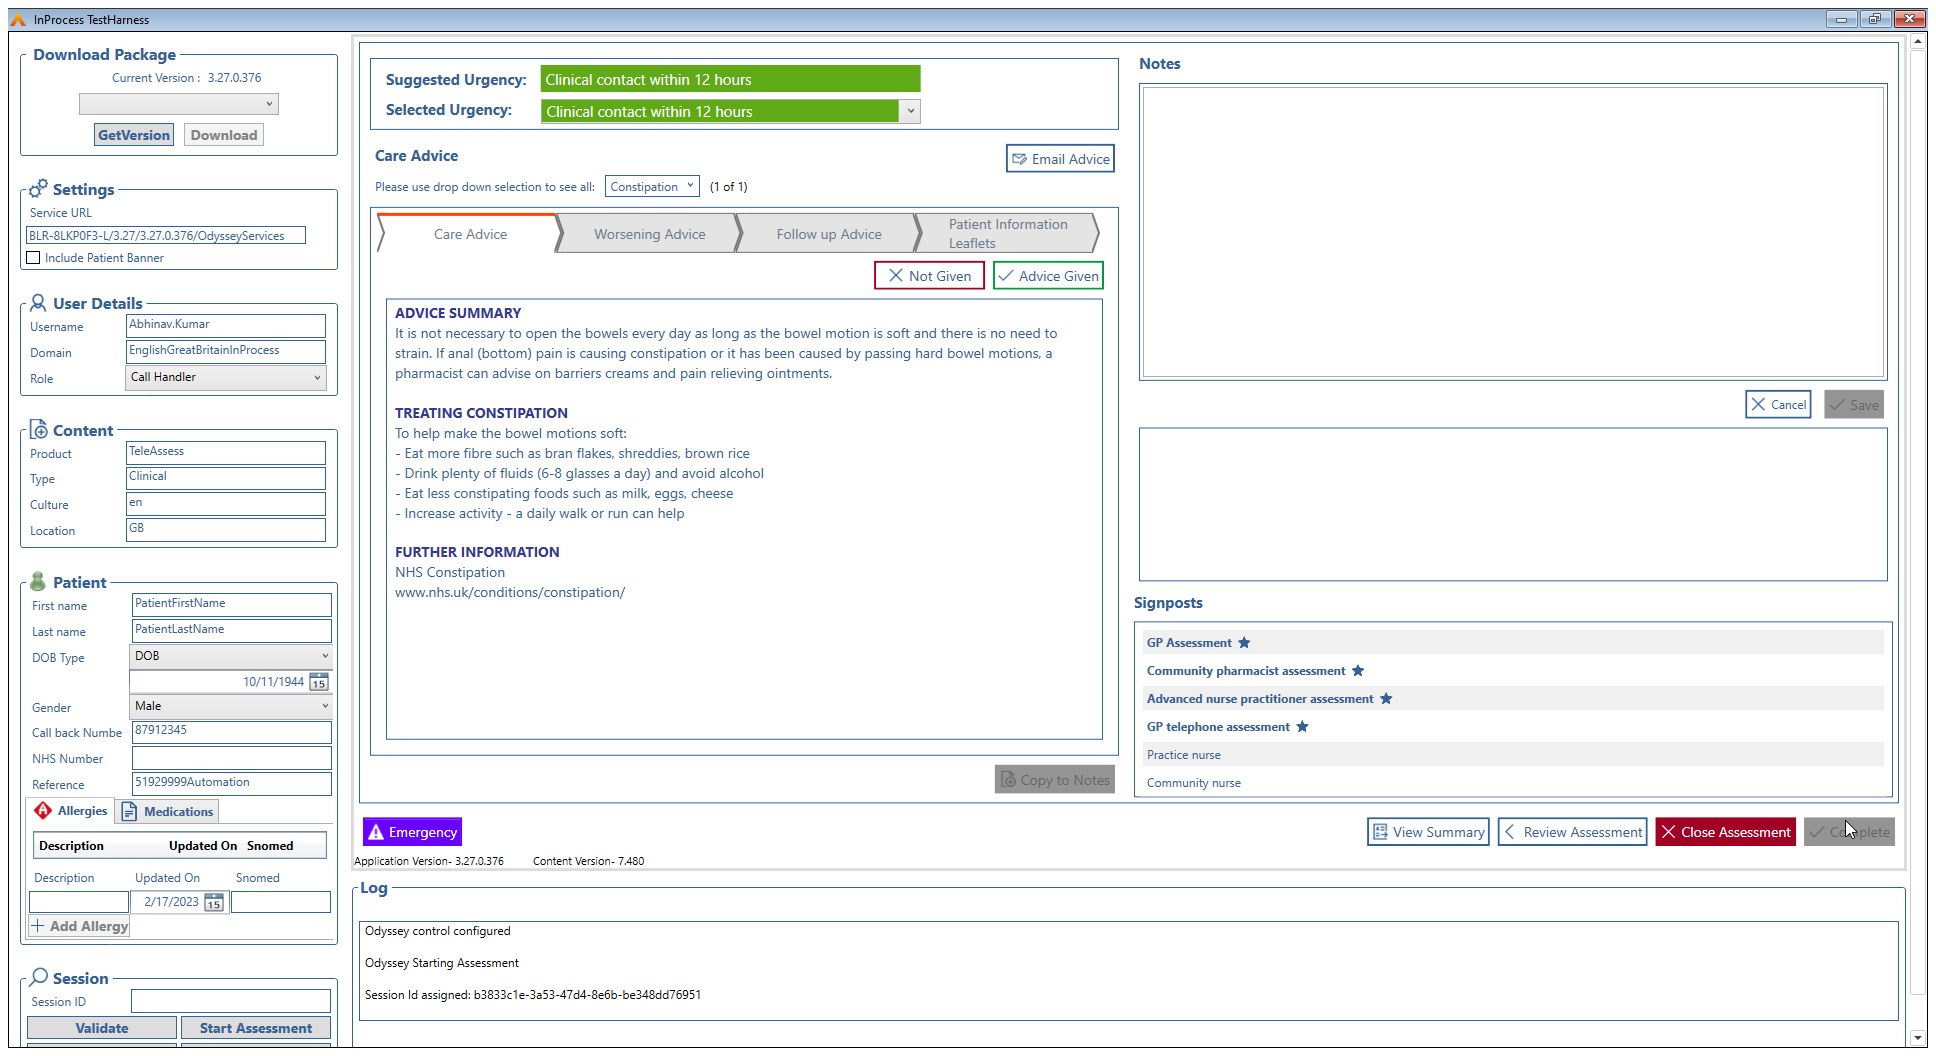 InProcess TestHarness
Download Package
Current Version : 3.27.0.376
GetVersion
Download
Settings
Service URL
BLR-8LKP0F3-L/3.27/3.27.0.376/OdysseyServices
Include Patient Banner
User Details
Username
Abhinav.Kumar
Domain
EnglishGreatBritainInProcess
Role
Call Handler
Content
Product
TeleAssess
Type
Clinical
Culture
en
Location
GB
Patient
First name
PatientFirstName
Last name
PatientLastName
DOB Type
DOB
10/11/1944
15
Gender
Male
Call back Numbe
87912345
NHS Number
Reference
51929999Automation
A
Allergies
Medications
Description Updated On Snomed
Description Updated On Snomed
2/17/2023
15
Add Allergy
Session
Session ID
Validate
Start Assessment
Suggested Urgency:
Clinical contact within 12 hours
Selected Urgency:
Clinical contact within 12 hours
Care Advice
Email Advice
Please use drop down selection to see all:
Constipation
(1 of 1)
Care Advice
Worsening Advice
Follow up Advice
Patient Information
Leaflets
Not Given
Advice Given
ADVICE SUMMARY
It is not necessary to open the bowels every day as long as the bowel motion is soft and there is no need to
strain. If anal (bottom) pain is causing constipation or it has been caused by passing hard bowel motions, a
pharmacist can advise on barriers creams and pain relieving ointments.
TREATING CONSTIPATION
To help make the bowel motions soft:
- Eat more fibre such as bran flakes, shreddies, brown rice
- Drink plenty of fluids (6-8 glasses a day) and avoid alcohol
- Eat less constipating foods such as milk, eggs, cheese
- Increase activity - a daily walk or run can help
FURTHER INFORMATION
NHS Constipation
www.nhs.uk/conditions/constipation/
Copy to Notes
Notes
Cancel
Save
Signposts
GP Assessment
Community pharmacist assessment
Advanced nurse practitioner assessment
GP telephone assessment
Practice nurse
Community nurse
Emergency
View Summary
Review Assessment
Close Assessment
Complete
Application Version- 3.27.0.376
Content Version- 7.480
Log
Odyssey control configured
Odyssey Starting Assessment
Session Id assigned: b3833c1e-3a53-47d4-8e6b-be348dd76951